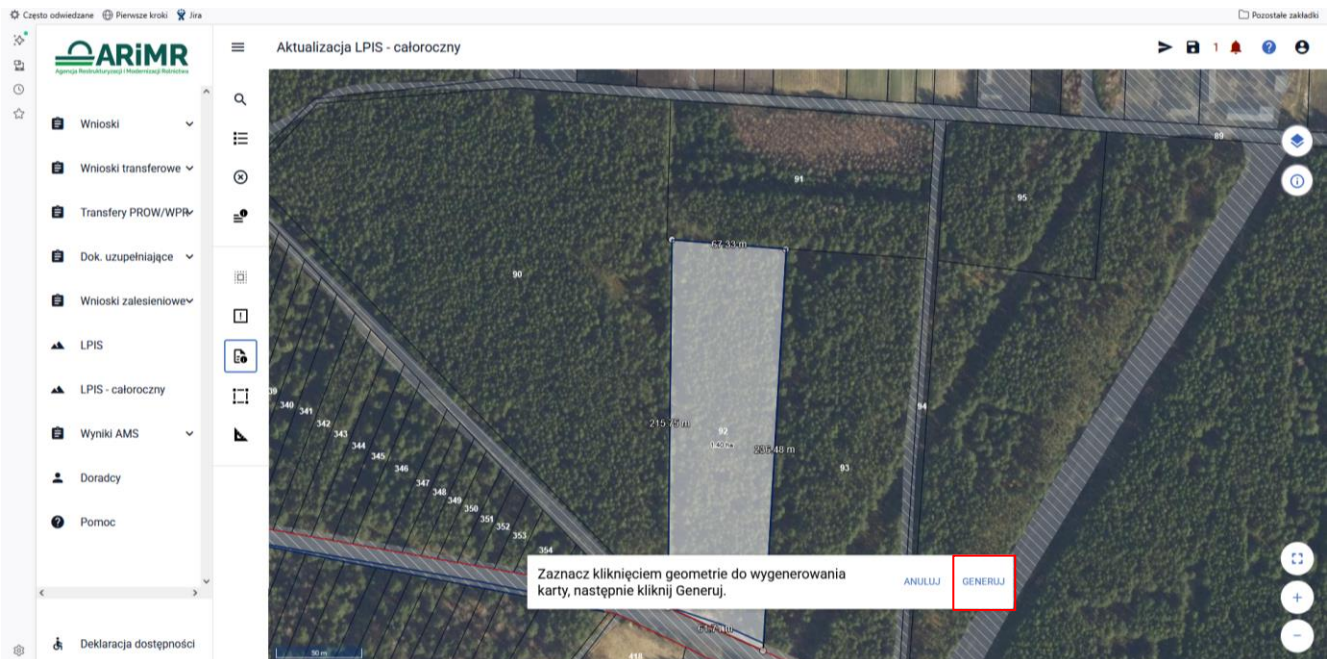 Często odwiedzane Pierwsze kroki Jira Pozostałe zakładki
ARiMR
Agencja Restrukturyzacji i Modernizacji Rolnictwa
Aktualizacja LPIS - całoroczny
1
Wnioski
Wnioski transferowe
Transfery PROW/WPR
Dok. uzupełniające
Wnioski zalesieniowe
LPIS
LPIS - całoroczny
Wyniki AMS
Doradcy
Pomoc
Deklaracja dostępności
89
91
95
67.33 m
90
39
340
341
342
343
344
345
346
347
348
349
350
351
352
353
354
215.75 m
92
1.40 ha
236.48 m
93
94
Zaznacz kliknięciem geometrie do wygenerowania
karty, następnie kliknij Generuj.
ANULUJ GENERUJ
418
50 m